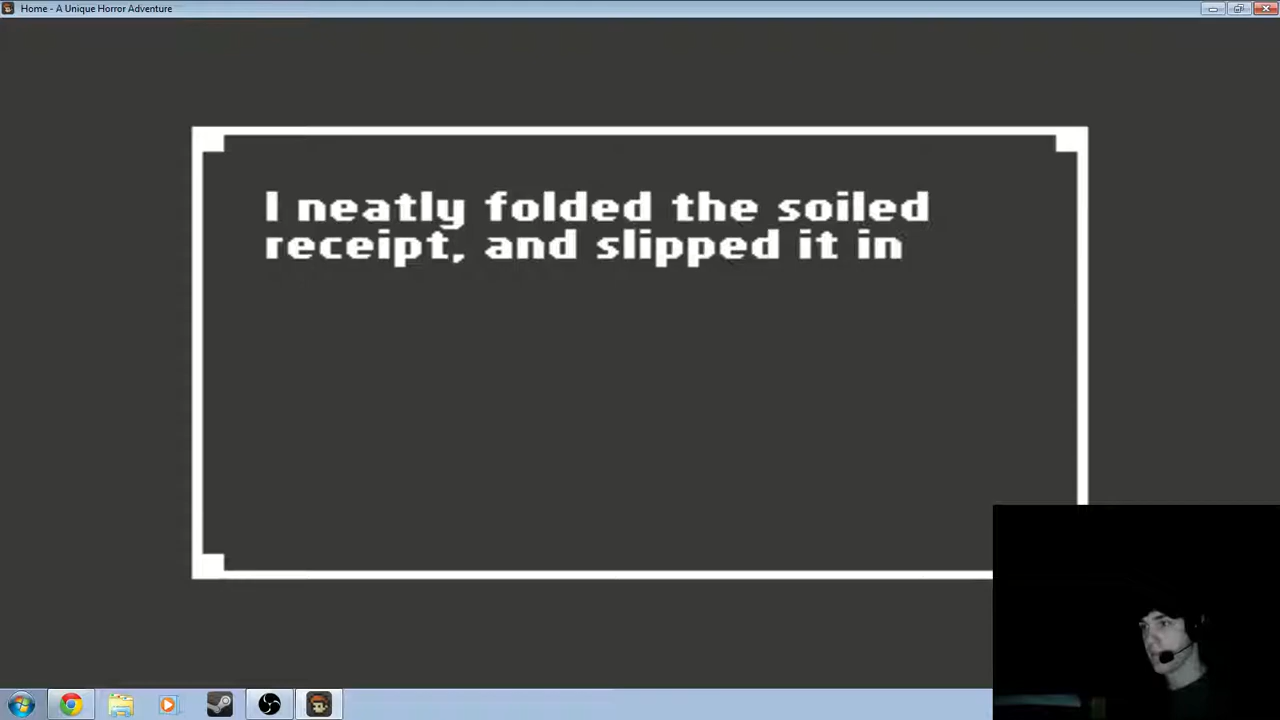 Home - A Unique Horror Adventure
I neatly folded the soiled
receipt, and slipped it in